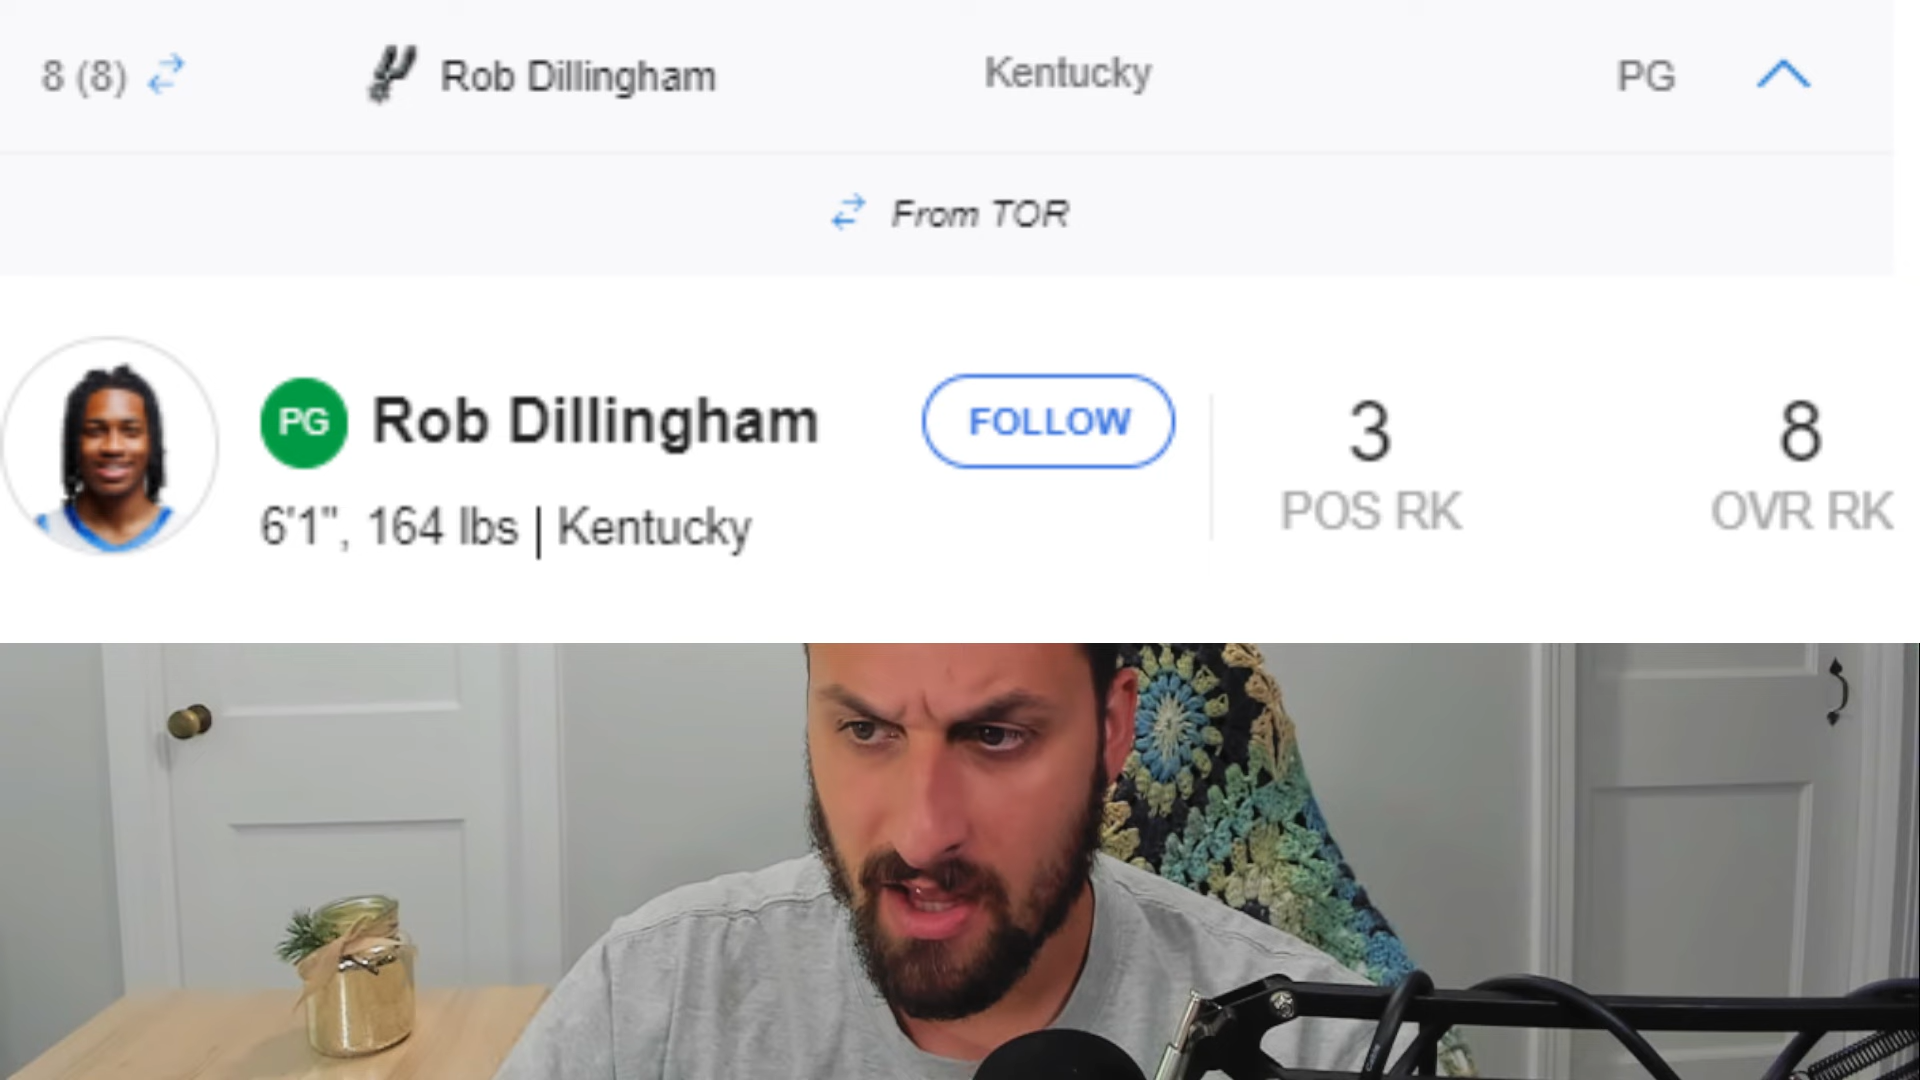 8 (8) Rob Dillingham Kentucky PG
From TOR
PG Rob Dillingham FOLLOW 3 8
6'1", 164 lbs | Kentucky POS RK OVR RK